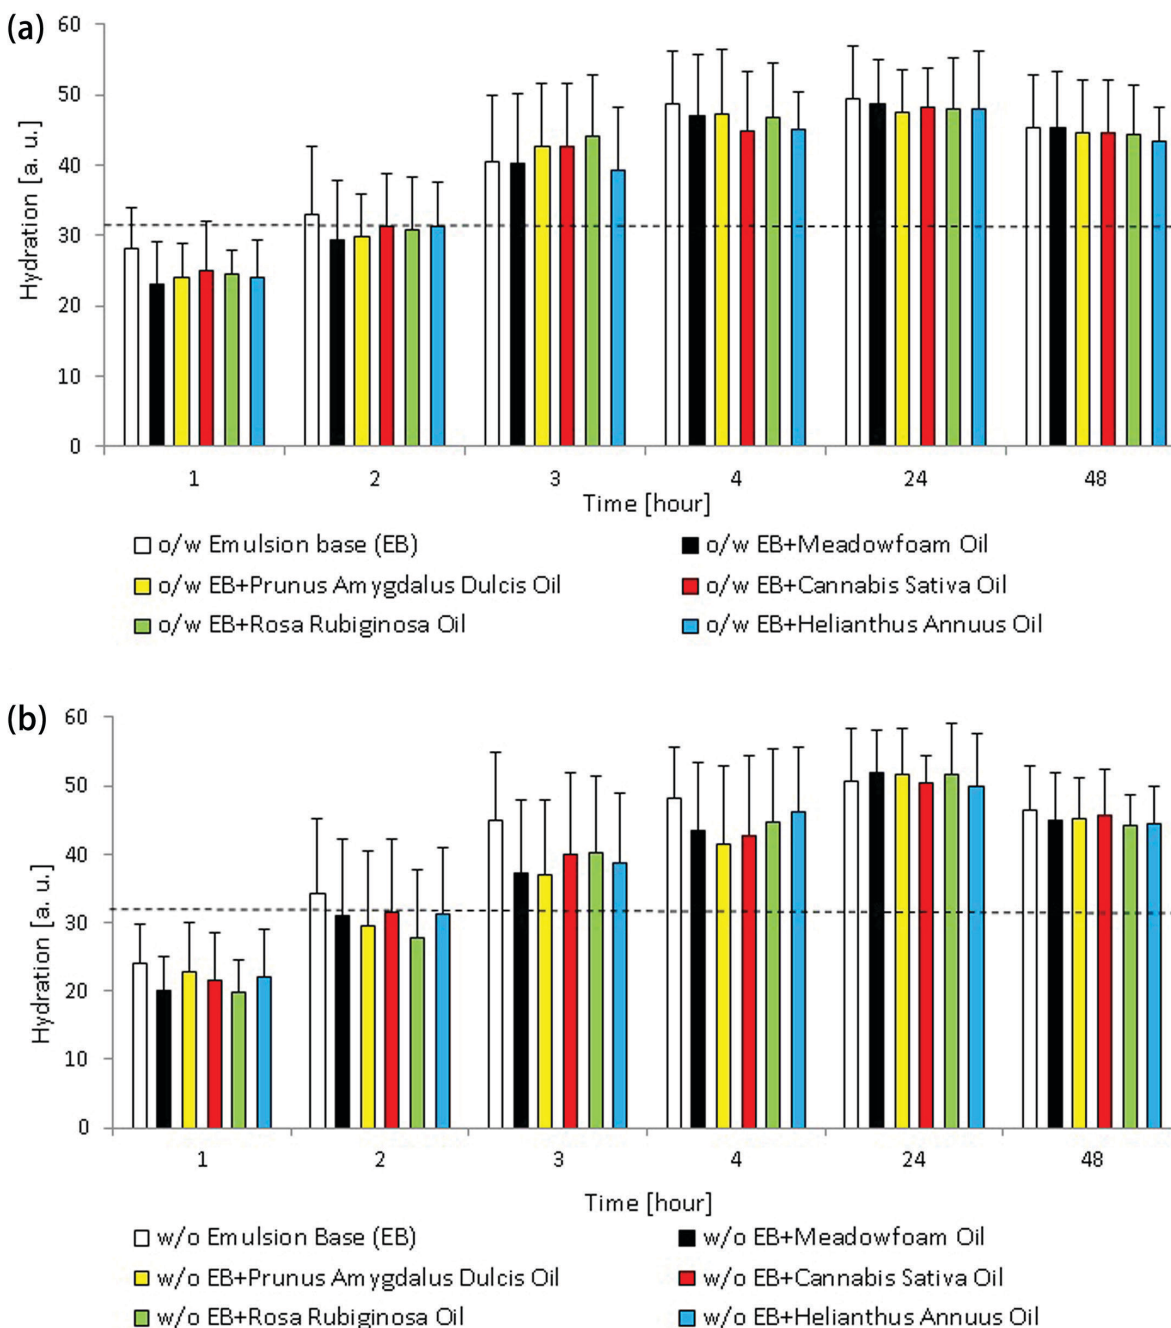 (a)
60
50
40
30
20
10
0
Hydration [a. u.]
1 2 3 4 24 48
Time [hour]
o/w Emulsion base (EB) o/w EB+Meadowfoam Oil
o/w EB+Prunus Amygdalus Dulcis Oil o/w EB+Cannabis Sativa Oil
o/w EB+Rosa Rubiginosa Oil o/w EB+Helianthus Annuus Oil
(b)
60
50
40
30
20
10
0
Hydration [a. u.]
1 2 3 4 24 48
Time [hour]
w/o Emulsion Base (EB) w/o EB+Meadowfoam Oil
w/o EB+Prunus Amygdalus Dulcis Oil w/o EB+Cannabis Sativa Oil
w/o EB+Rosa Rubiginosa Oil w/o EB+Helianthus Annuus Oil